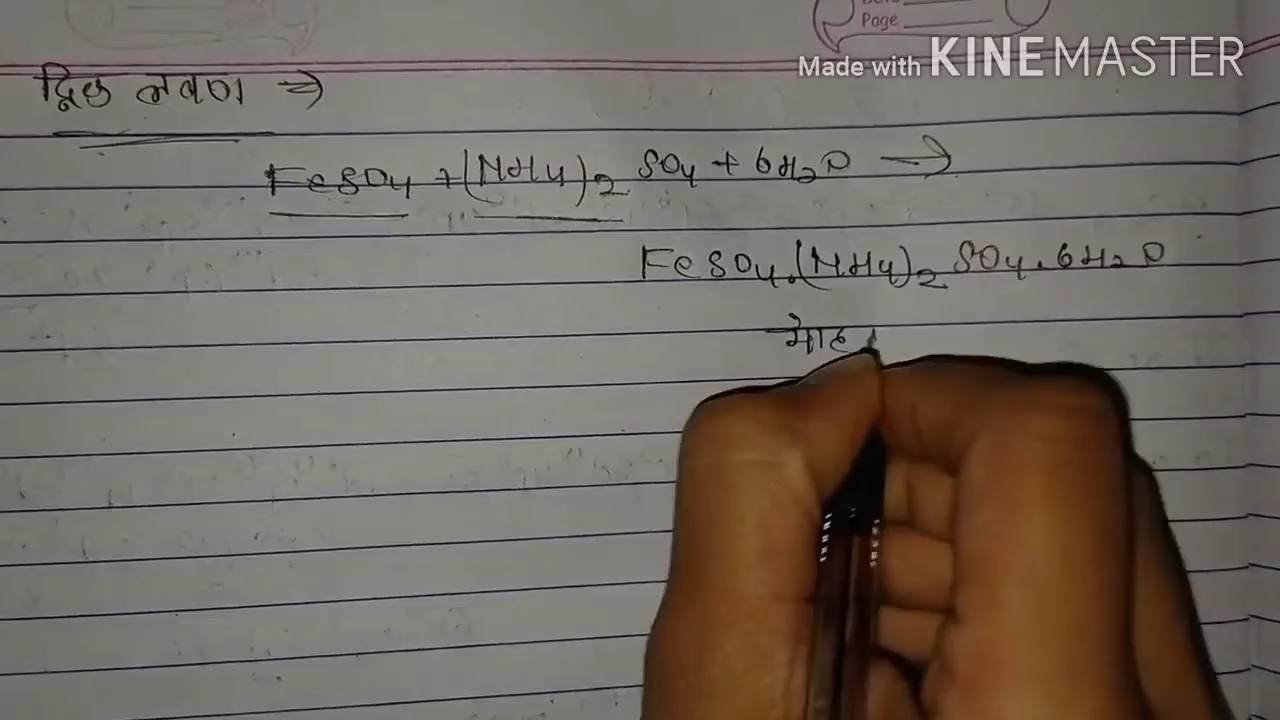 Page
Made with KINEMASTER
द्विक लवण →
FeSO4 + (NH4)2 SO4 + 6H2O →
FeSO4.(NH4)2 SO4.6H2O
मोह